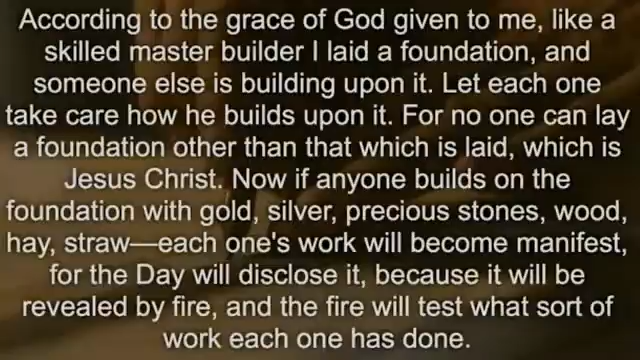 According to the grace of God given to me, like a
skilled master builder I laid a foundation, and
someone else is building upon it. Let each one
take care how he builds upon it. For no one can lay
a foundation other than that which is laid, which is
Jesus Christ. Now if anyone builds on the
foundation with gold, silver, precious stones, wood,
hay, straw—each one's work will become manifest,
for the Day will disclose it, because it will be
revealed by fire, and the fire will test what sort of
work each one has done.